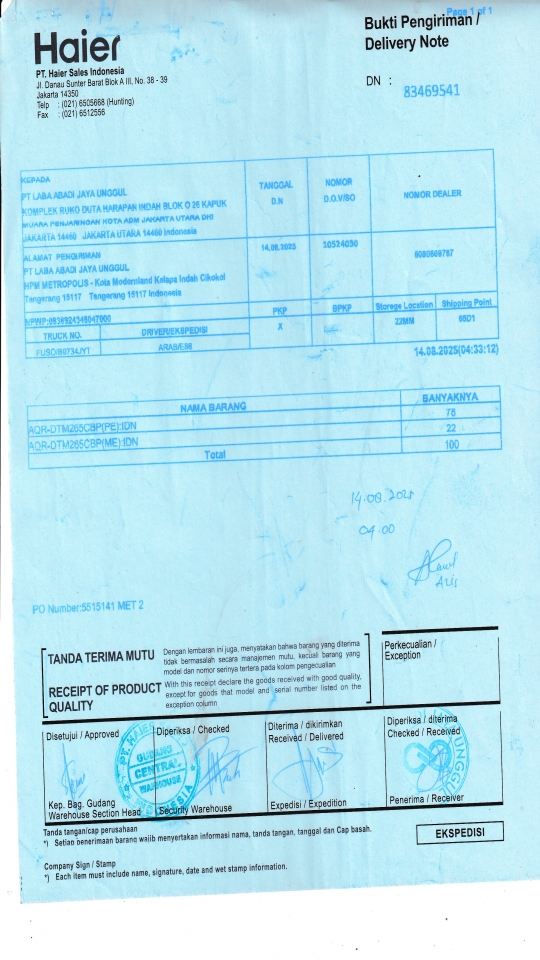 Page 1 of 1
Haier
Bukti Pengiriman /
Delivery Note
PT. Haier Sales Indonesia
Jl. Danau Sunter Barat Blok A III, No. 38 - 39
Jakarta 14350
Telp : (021) 6505668 (Hunting)
Fax : (021) 6512556
DN : 83469541
KEPADA
PT LABA ABADI JAYA UNGGUL
KOMPLEK RUKO DUTA HARAPAN INDAH BLOK O 26 KAPUK
MUARA PENJARINGAN KOTA ADM JAKARTA UTARA DKI
JAKARTA 14460 JAKARTA UTARA 14460 Indonesia
TANGGAL
D.N
NOMOR
D.O.V/SO
NOMOR DEALER
ALAMAT PENGIRIMAN
PT LABA ABADI JAYA UNGGUL
HPM METROPOLIS - Kota Modernland Kelapa Indah Cikokol
Tangerang 15117 Tangerang 15117 Indonesia
14.08.2025
PKP
BPKP
Storage Location
Shipping Point
TRUCK NO.
DRIVER/EKSPEDISI
X
22MM
14.08.2025(04:33:12)
NAMA BARANG
BANYAKNYA
AQR-DTM265CBP(PE):IDN
78
AQR-DTM265CBP(ME):IDN
22
Total
100
14.08.2025
04.00
Azis
PO Number:5515141 MET 2
TANDA TERIMA MUTU
Dengan lembaran ini juga, menyatakan bahwa barang yang diterima
tidak bermasalah secara manajemen mutu, kecuali barang yang
model dan nomor serinya tertera pada kolom pengecualian
RECEIPT OF PRODUCT
QUALITY
With this receipt declare the goods received with good quality,
except for goods that model and serial number listed on the
exception column
Perkecualian /
Exception
Disetujui / Approved
Diperiksa / Checked
Diterima / dikirimkan
Received / Delivered
Diperiksa / diterima
Checked / Received
GUDANG
CENTRAL
WAREHOUSE
Kep. Bag. Gudang
Warehouse Section Head
Security Warehouse
Expedisi / Expedition
Penerima / Receiver
Tanda tangan/cap perusahaan
*) Setiap penerimaan barang wajib menyertakan informasi nama, tanda tangan, tanggal dan Cap basah.
EKSPEDISI
Company Sign / Stamp
*) Each item must include name, signature, date and wet stamp information.